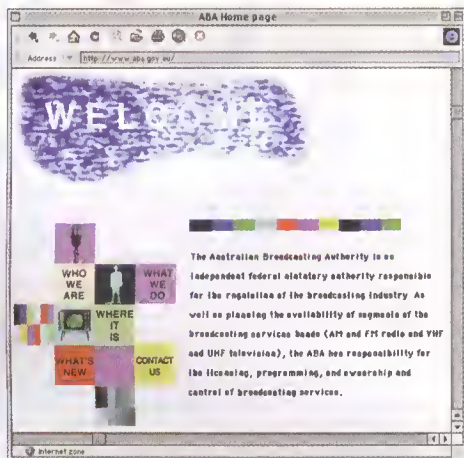 ABA Home page
Address
http://www.aba.gov.au/
WELCOME
WHO
WE
ARE
WHAT
WE
DO
WHERE
IT
IS
WHAT'S
NEW
CONTACT
US
The Australian Broadcasting Authority is an
independent federal statutory authority responsible
for the regulation of the broadcasting industry. As
well as planning the availability of segments of the
broadcasting services bands (AM and FM radio and VHF
and UHF television), the ABA has responsibility for
the licensing, programming, and ownership and
control of broadcasting services.
Internet zone